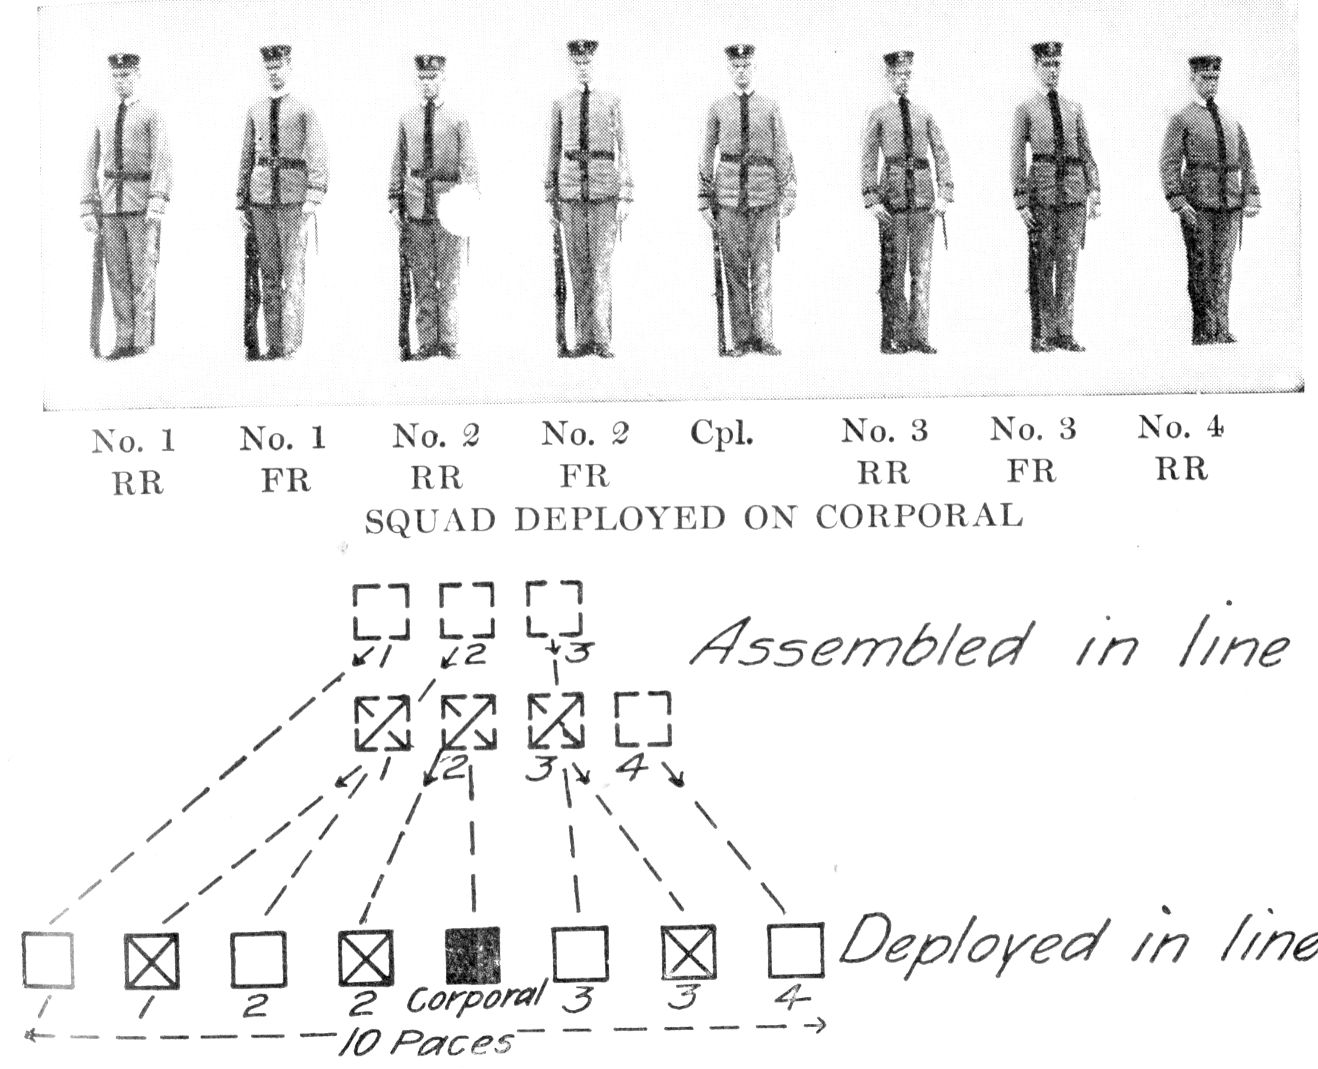 No. 1 No. 1 No. 2 No. 2 Cpl. No. 3 No. 3 No. 4
RR FR RR FR RR FR RR
SQUAD DEPLOYED ON CORPORAL
1 2 3 Assembled in line
1 2 3 4
Deployed in line
1 1 2 2 Corporal 3 3 4
10 Paces